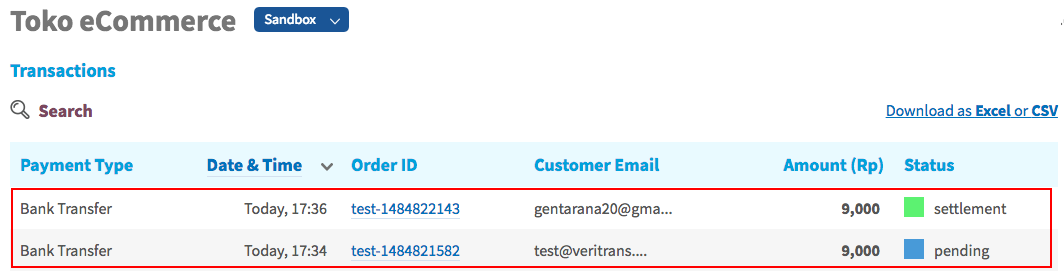 Toko eCommerce Sandbox
Transactions
Search Download as Excel or CSV
Payment Type Date & Time Order ID Customer Email Amount (Rp) Status
Bank Transfer Today, 17:36 test-1484822143 gentarana20@gma... 9,000 settlement
Bank Transfer Today, 17:34 test-1484821582 test@veritrans.... 9,000 pending